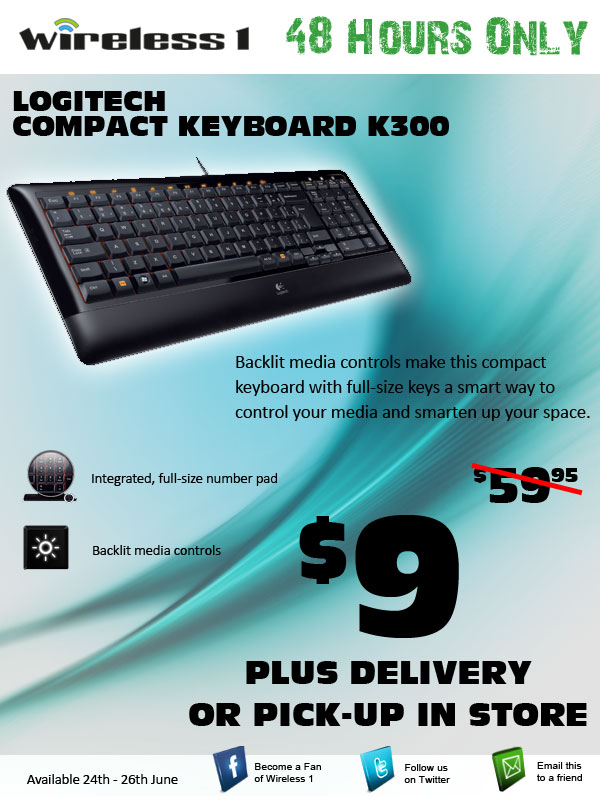 wireless 1
48 HOURS ONLY
LOGITECH
COMPACT KEYBOARD K300
Backlit media controls make this compact
keyboard with full-size keys a smart way to
control your media and smarten up your space.
Integrated, full-size number pad
$59.95
Backlit media controls
$9
PLUS DELIVERY
OR PICK-UP IN STORE
Available 24th - 26th June
Become a Fan
of Wireless 1
Follow us
on Twitter
Email this
to a friend